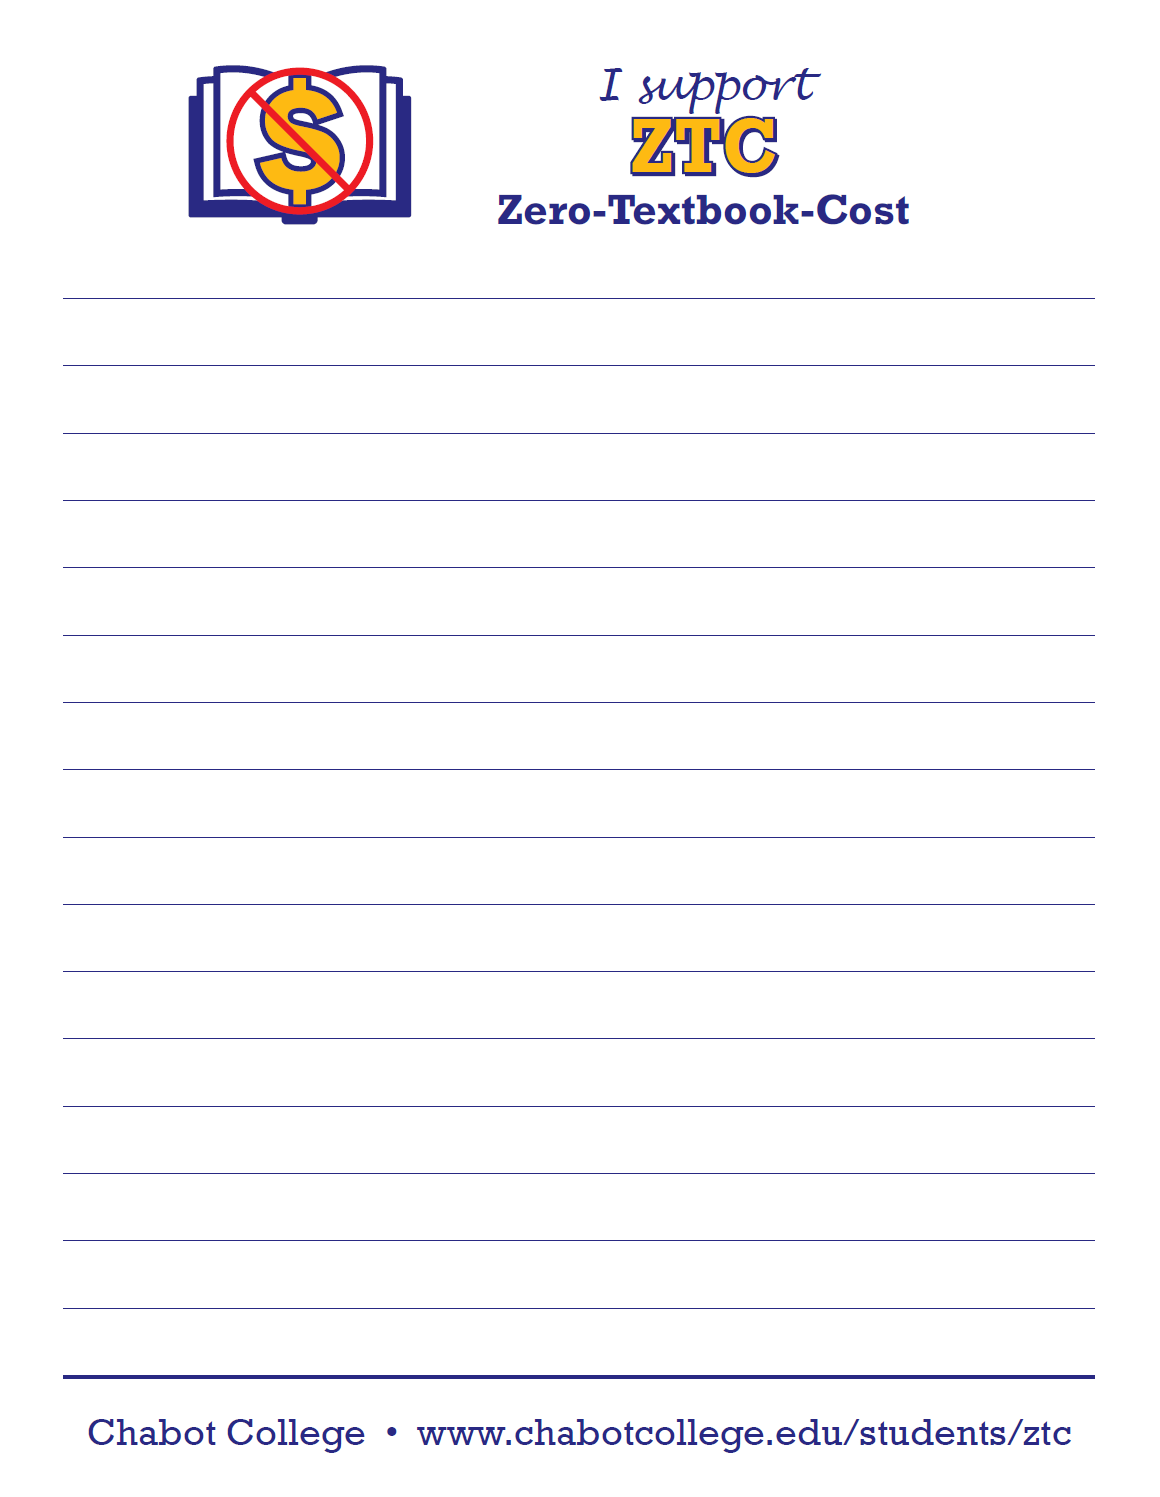 I support
ZTC
Zero-Textbook-Cost
Chabot College • www.chabotcollege.edu/students/ztc